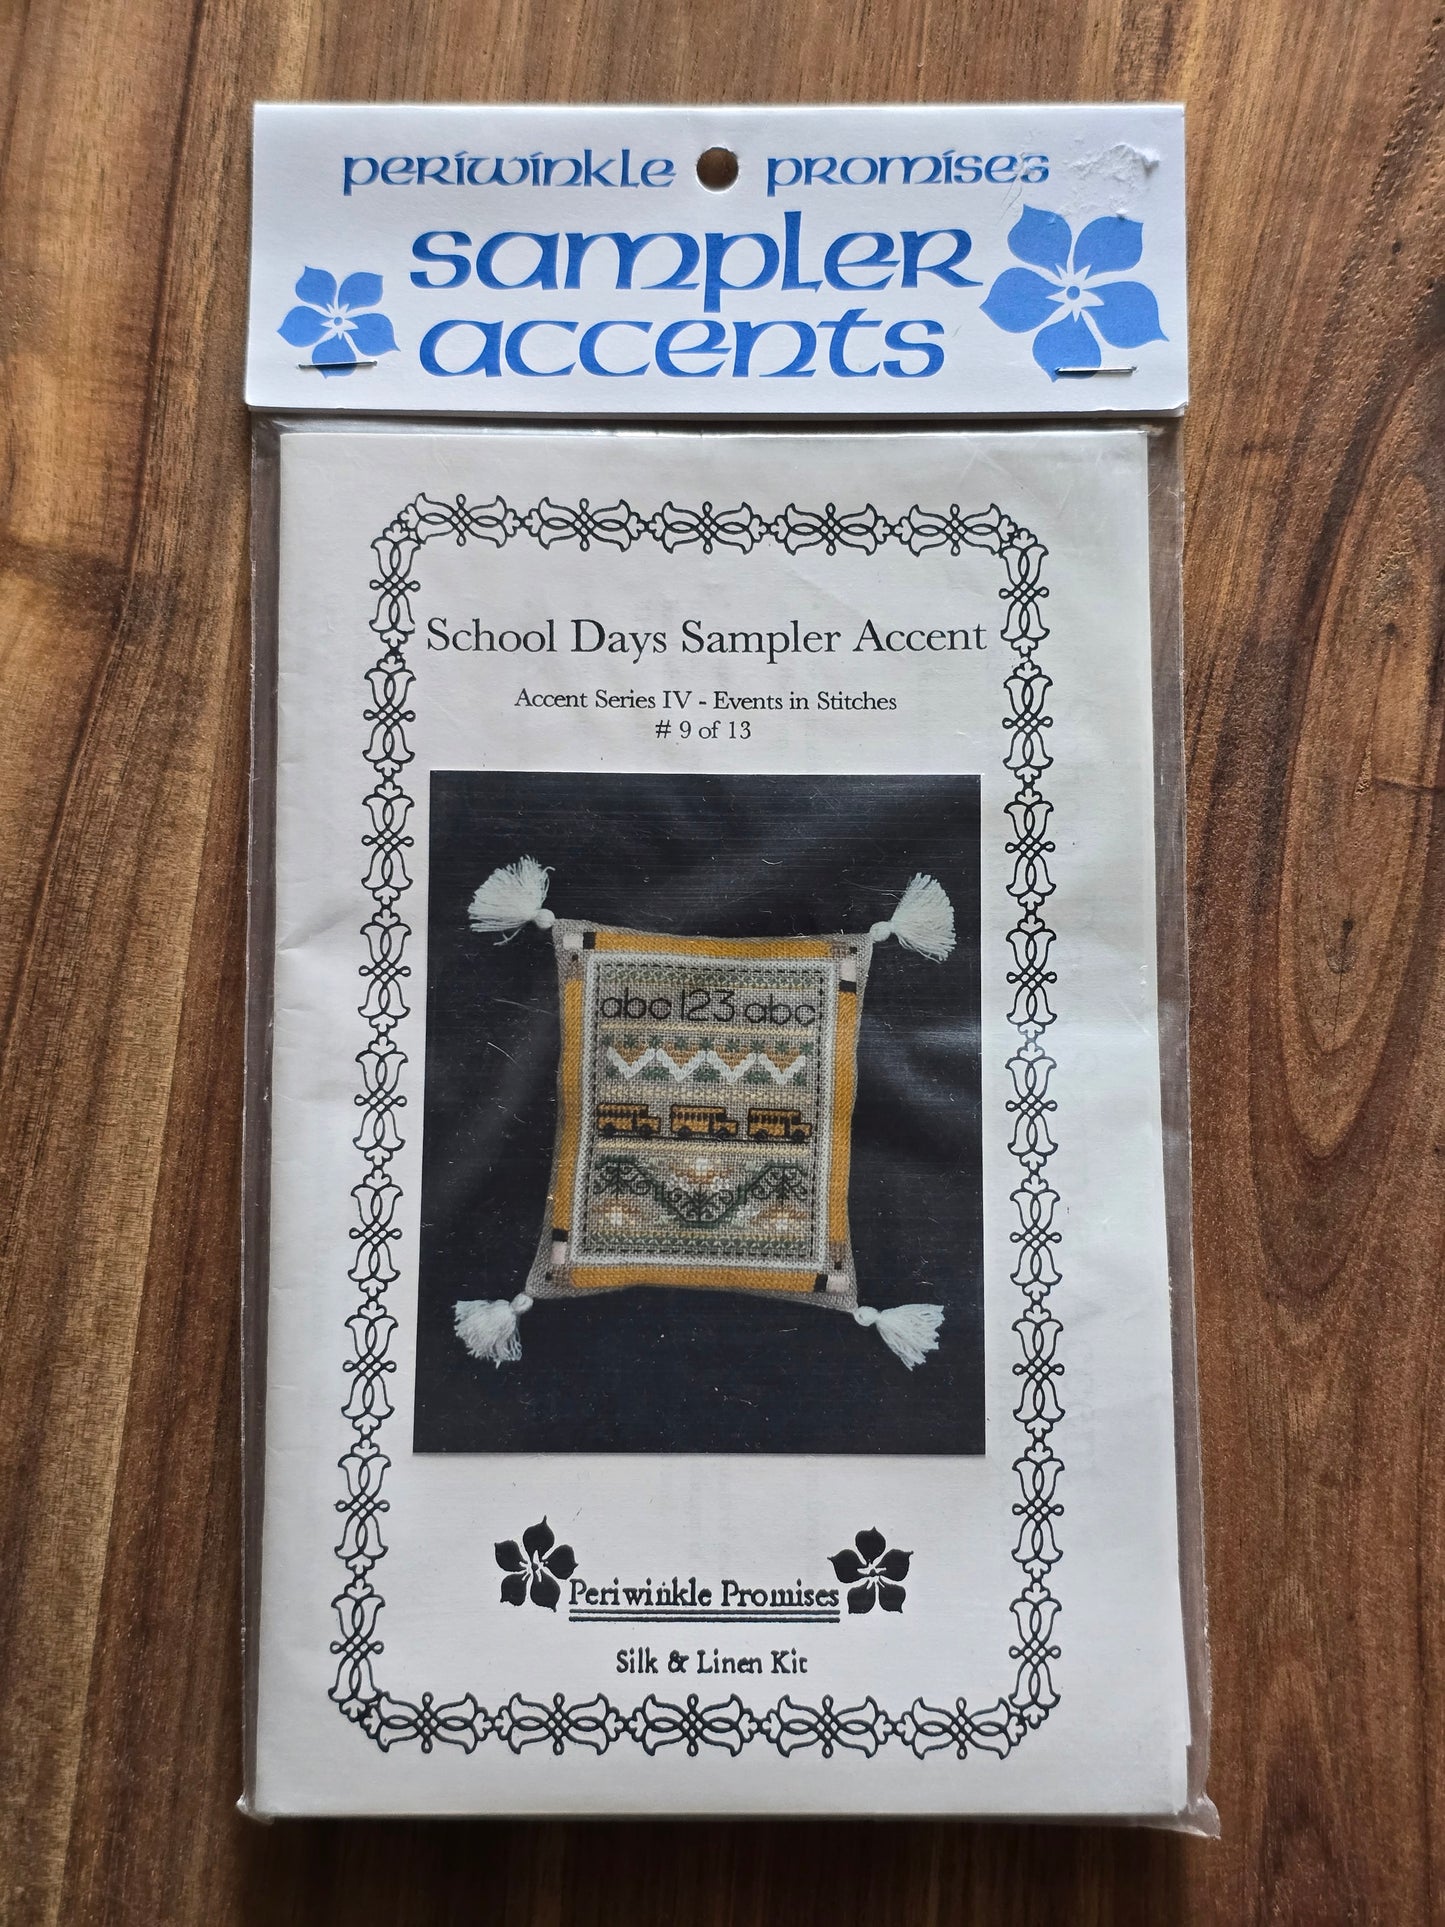 periwinkle promises
sampler
accents
School Days Sampler Accent
Accent Series IV - Events in Stitches
# 9 of 13
abc 123 abc
Periwinkle Promises
Silk & Linen Kit